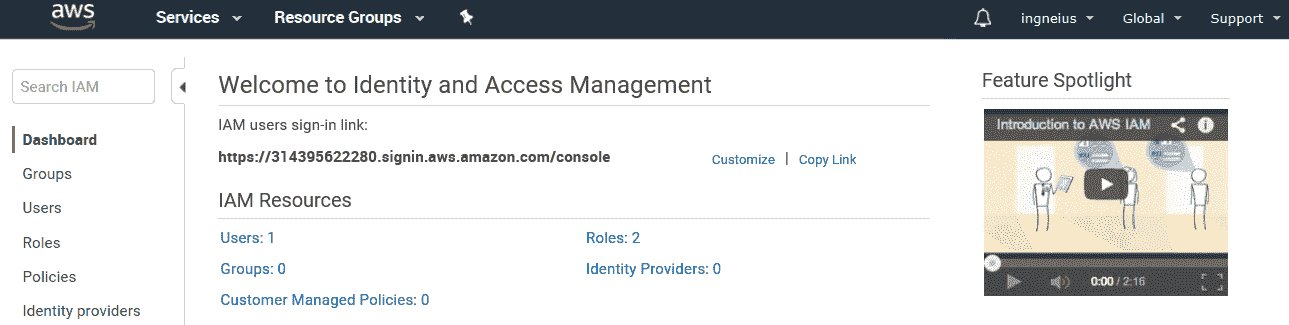 aws
Services
Resource Groups
ingneius
Global
Support
Search IAM
Dashboard
Groups
Users
Roles
Policies
Identity providers
Welcome to Identity and Access Management
IAM users sign-in link:
https://314395622280.signin.aws.amazon.com/console
Customize | Copy Link
IAM Resources
Users: 1
Roles: 2
Groups: 0
Identity Providers: 0
Customer Managed Policies: 0
Feature Spotlight
Introduction to AWS IAM
0:00 / 2:16